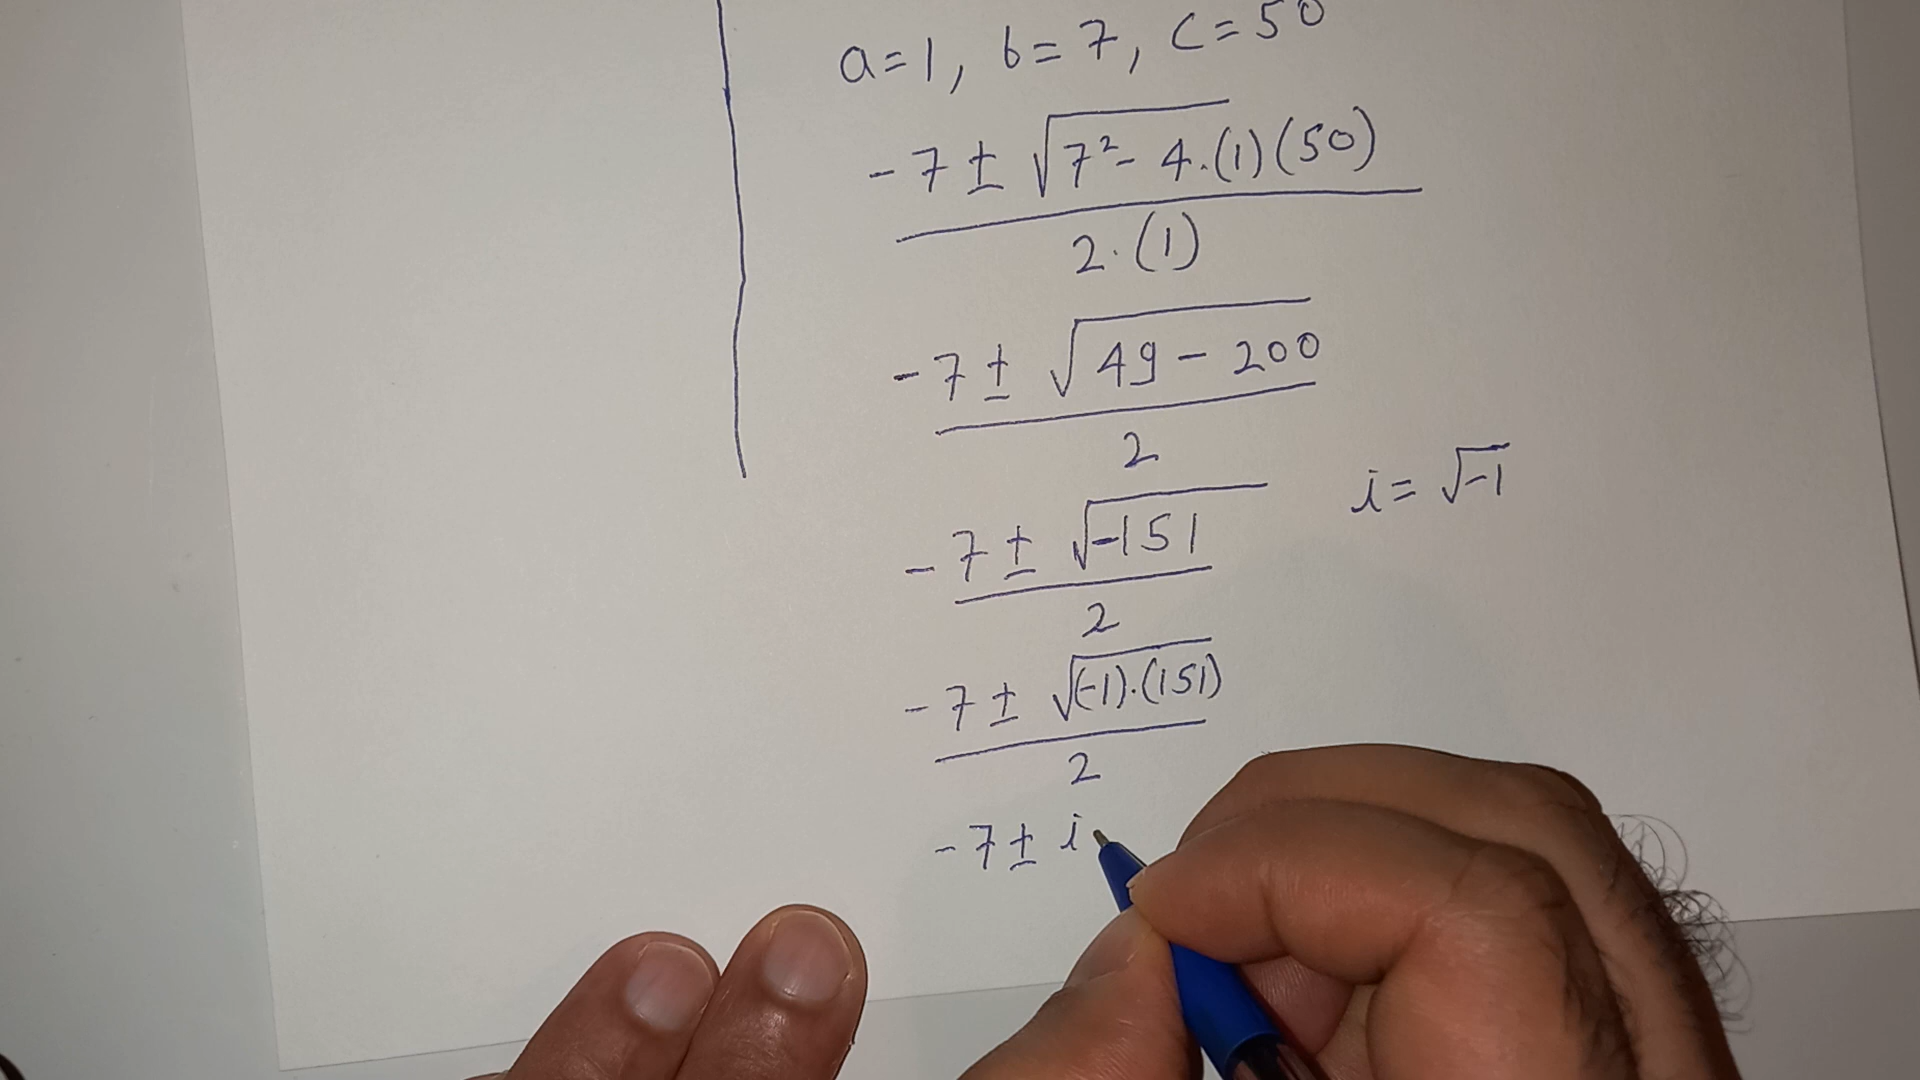 a=1, b=7, c=50
-7 ± √7²- 4.(1)(50)
2.(1)
-7 ± √49 - 200
2
i= √-1
-7 ± √-151
2
-7 ± √(-1).(151)
2
-7 ± i